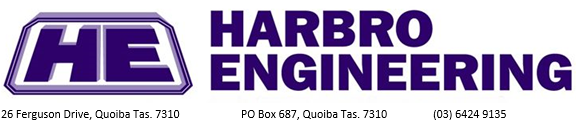 HE
HARBRO
ENGINEERING
26 Ferguson Drive, Quoiba Tas. 7310 PO Box 687, Quoiba Tas. 7310 (03) 6424 9135